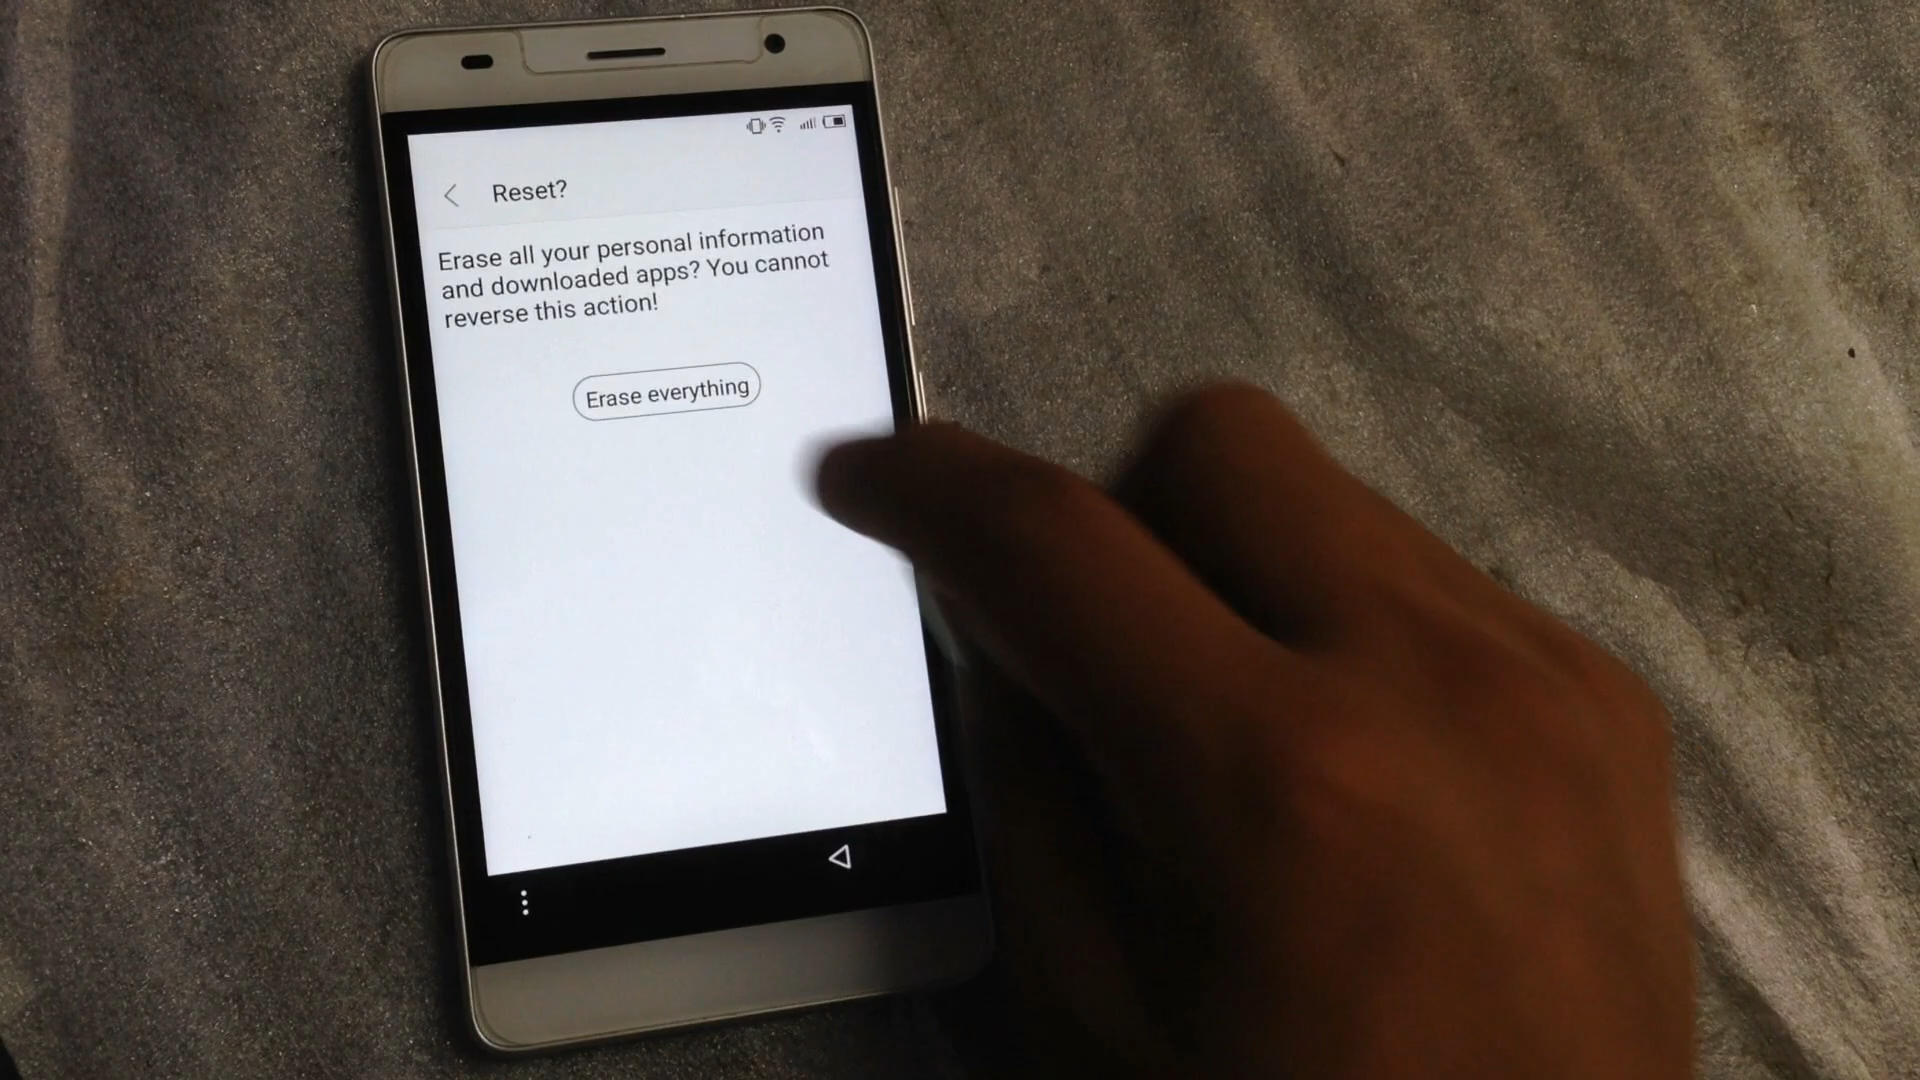 Reset?
Erase all your personal information
and downloaded apps? You cannot
reverse this action!
Erase everything